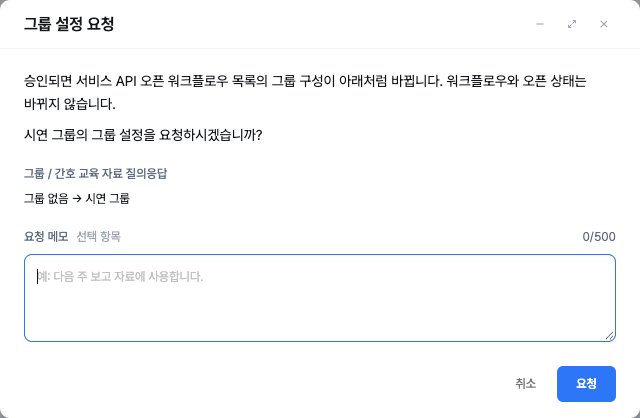 그룹 설정 요청
승인되면 서비스 API 오픈 워크플로우 목록의 그룹 구성이 아래처럼 바뀝니다. 워크플로우와 오픈 상태는
바뀌지 않습니다.
시연 그룹의 그룹 설정을 요청하시겠습니까?
그룹 / 간호 교육 자료 질의응답
그룹 없음 → 시연 그룹
요청 메모 선택 항목 0/500
예: 다음 주 보고 자료에 사용합니다.
취소 요청